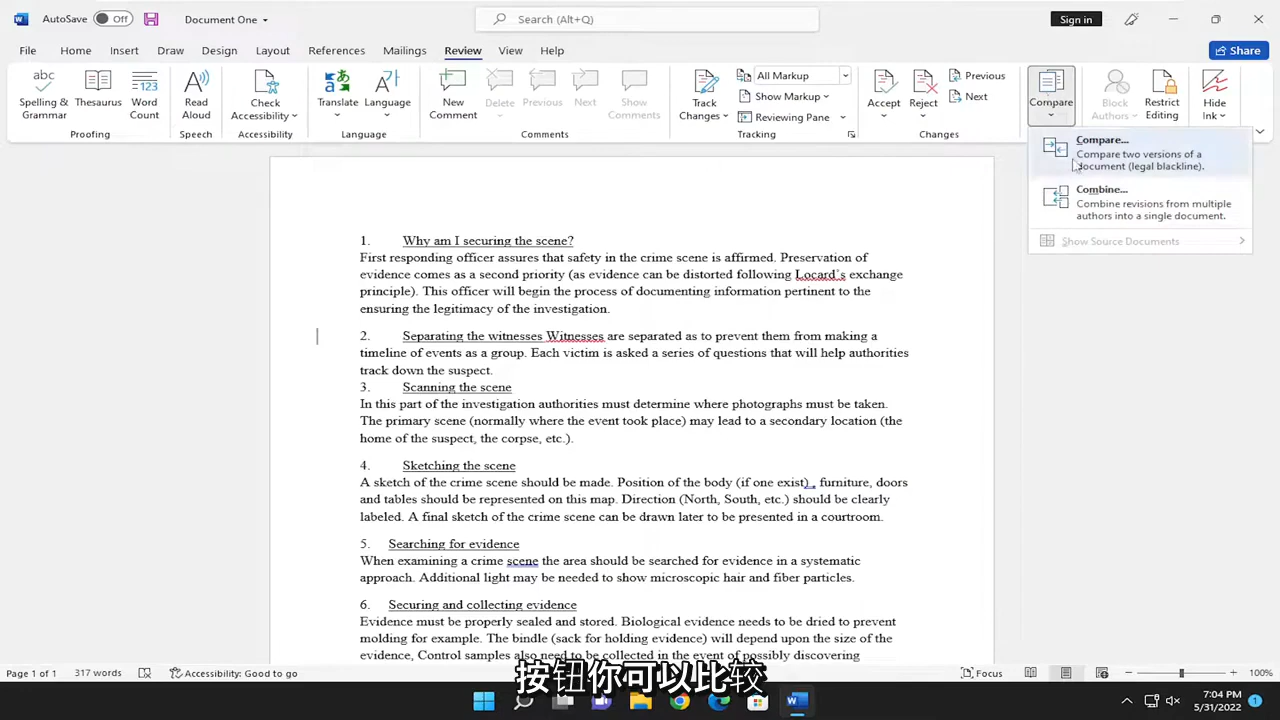 AutoSave Off Document One Search (Alt+Q) Sign in
File Home Insert Draw Design Layout References Mailings Review View Help Share
abc Spelling & Grammar
Thesaurus
123 Word Count
Proofing
Read Aloud
Speech
Check Accessibility
Accessibility
Translate
Language
Language
New Comment
Delete
Previous
Next
Show Comments
Comments
Track Changes
All Markup
Show Markup
Reviewing Pane
Tracking
Accept
Reject
Previous
Next
Changes
Compare
Block Authors
Restrict Editing
Hide Ink
Compare...
Compare two versions of a
document (legal blackline).
Combine...
Combine revisions from multiple
authors into a single document.
Show Source Documents
1. Why am I securing the scene?
First responding officer assures that safety in the crime scene is affirmed. Preservation of
evidence comes as a second priority (as evidence can be distorted following Locard's exchange
principle). This officer will begin the process of documenting information pertinent to the
ensuring the legitimacy of the investigation.
2. Separating the witnesses Witnesses are separated as to prevent them from making a
timeline of events as a group. Each victim is asked a series of questions that will help authorities
track down the suspect.
3. Scanning the scene
In this part of the investigation authorities must determine where photographs must be taken.
The primary scene (normally where the event took place) may lead to a secondary location (the
home of the suspect, the corpse, etc.).
4. Sketching the scene
A sketch of the crime scene should be made. Position of the body (if one exist) , furniture, doors
and tables should be represented on this map. Direction (North, South, etc.) should be clearly
labeled. A final sketch of the crime scene can be drawn later to be presented in a courtroom.
5. Searching for evidence
When examining a crime scene the area should be searched for evidence in a systematic
approach. Additional light may be needed to show microscopic hair and fiber particles.
6. Securing and collecting evidence
Evidence must be properly sealed and stored. Biological evidence needs to be dried to prevent
molding for example. The bindle (sack for holding evidence) will depend upon the size of the
evidence, Control samples also need to be collected in the event of possibly discovering
按钮你可以比较
Page 1 of 1 317 words Accessibility: Good to go Focus 100%
7:04 PM
5/31/2022